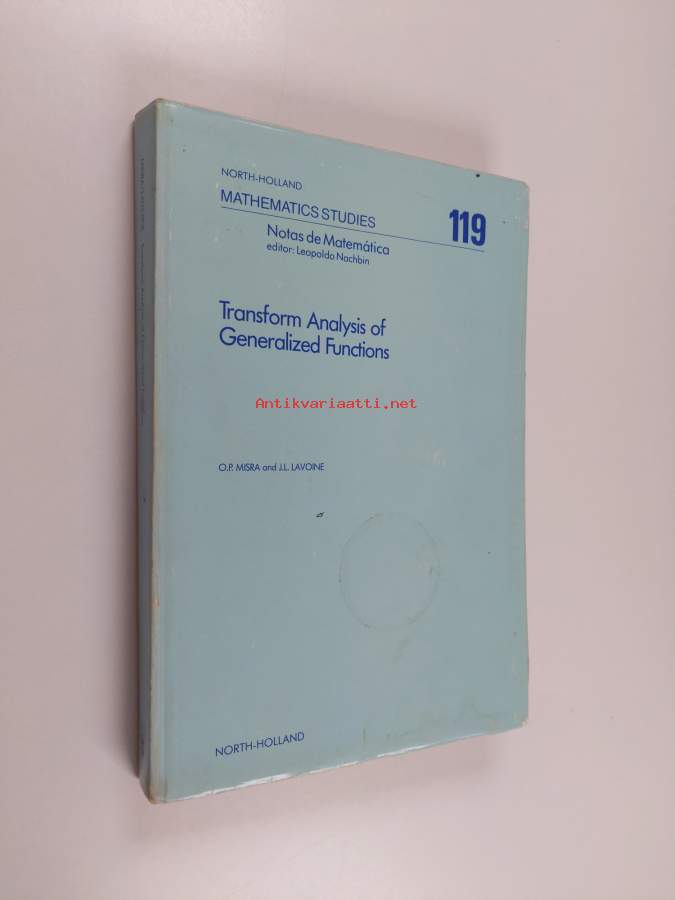 NORTH-HOLLAND
MATHEMATICS STUDIES
119
Notas de Matemática
editor: Leopoldo Nachbin
Transform Analysis of
Generalized Functions
Antikvariaatti.net
O.P. MISRA and J.L. LAVOINE
NORTH-HOLLAND